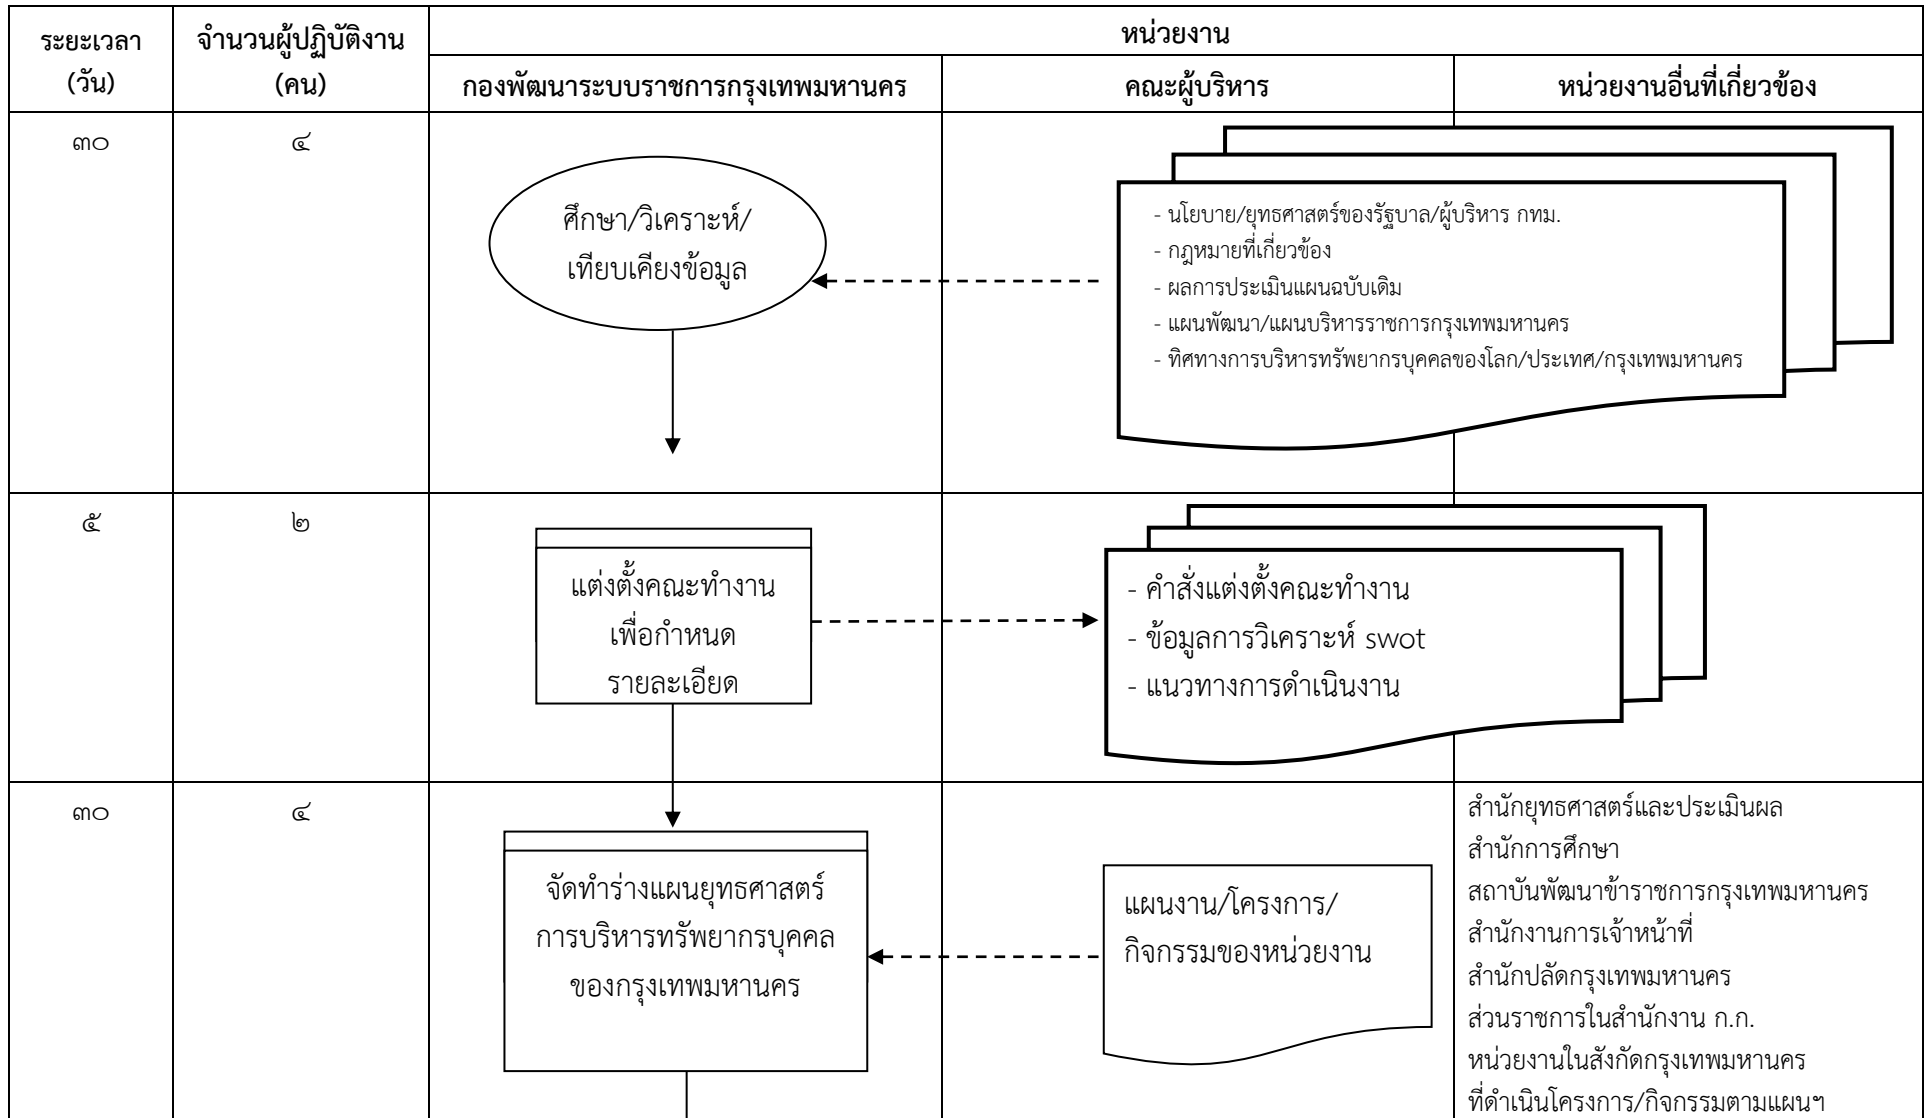 ระยะเวลา
(วัน)
จำนวนผู้ปฏิบัติงาน
(คน)
หน่วยงาน
กองพัฒนาระบบราชการกรุงเทพมหานคร
คณะผู้บริหาร
หน่วยงานอื่นที่เกี่ยวข้อง
๓๐
๔
ศึกษา/วิเคราะห์/
เทียบเคียงข้อมูล
- นโยบาย/ยุทธศาสตร์ของรัฐบาล/ผู้บริหาร กทม.
- กฎหมายที่เกี่ยวข้อง
- ผลการประเมินแผนฉบับเดิม
- แผนพัฒนา/แผนบริหารราชการกรุงเทพมหานคร
- ทิศทางการบริหารทรัพยากรบุคคลของโลก/ประเทศ/กรุงเทพมหานคร
๕
๒
แต่งตั้งคณะทำงาน
เพื่อกำหนด
รายละเอียด
- คำสั่งแต่งตั้งคณะทำงาน
- ข้อมูลการวิเคราะห์ swot
- แนวทางการดำเนินงาน
๓๐
๔
จัดทำร่างแผนยุทธศาสตร์
การบริหารทรัพยากรบุคคล
ของกรุงเทพมหานคร
แผนงาน/โครงการ/
กิจกรรมของหน่วยงาน
สำนักยุทธศาสตร์และประเมินผล
สำนักการศึกษา
สถาบันพัฒนาข้าราชการกรุงเทพมหานคร
สำนักงานการเจ้าหน้าที่
สำนักปลัดกรุงเทพมหานคร
ส่วนราชการในสำนักงาน ก.ก.
หน่วยงานในสังกัดกรุงเทพมหานคร
ที่ดำเนินโครงการ/กิจกรรมตามแผนฯ